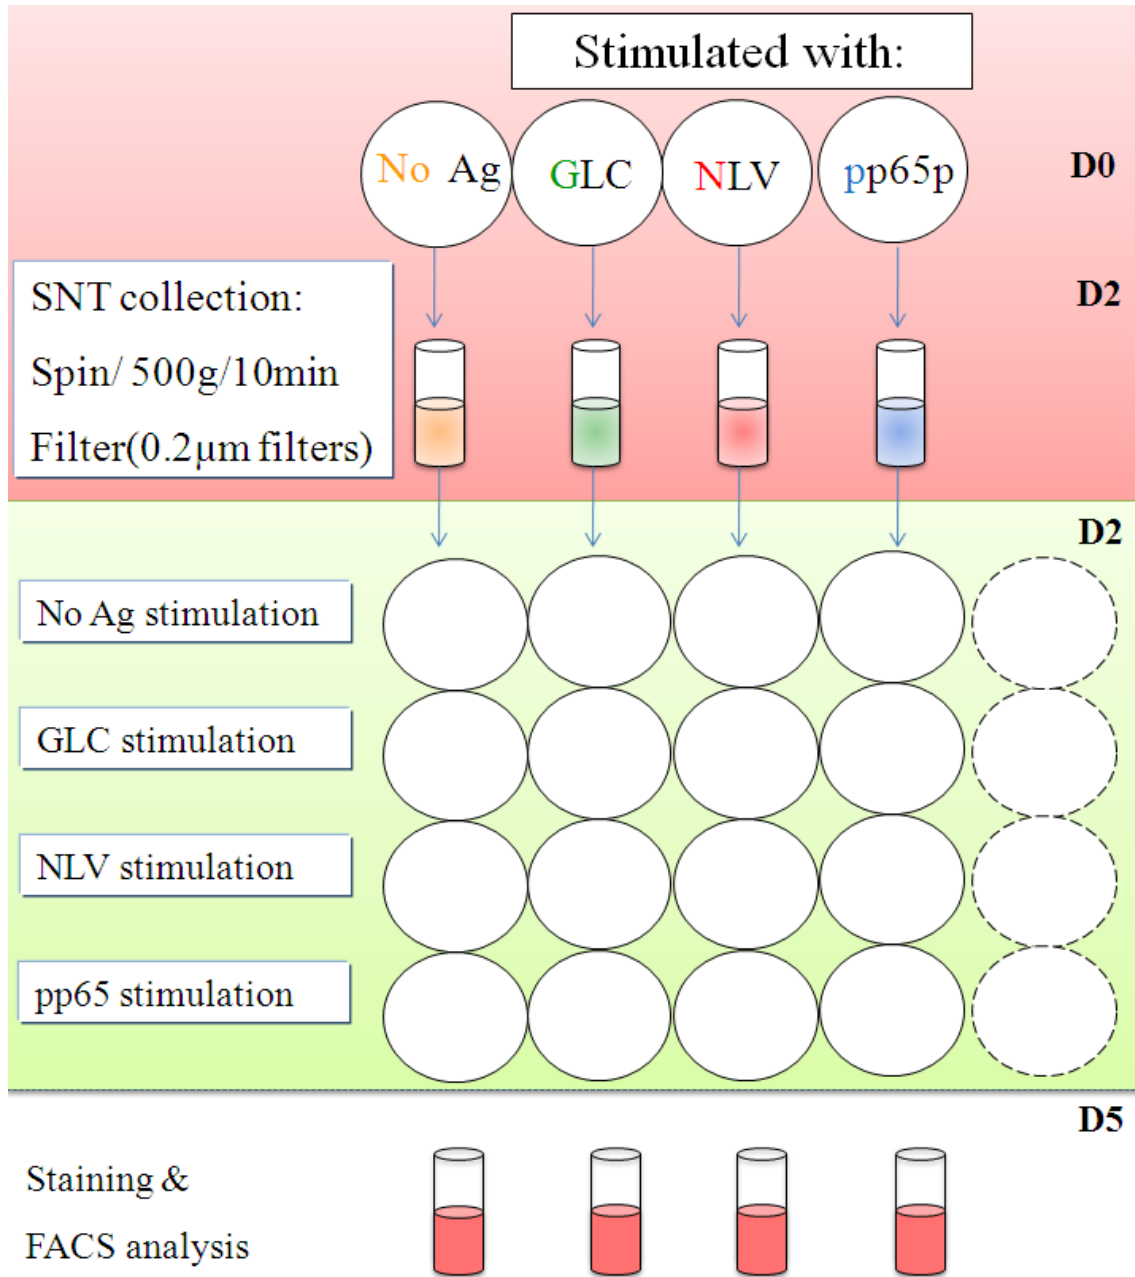 Stimulated with:
No Ag GLC NLV pp65p D0
D2
SNT collection:
Spin/ 500g/10min
Filter(0.2µm filters)
D2
No Ag stimulation
GLC stimulation
NLV stimulation
pp65 stimulation
D5
Staining &
FACS analysis